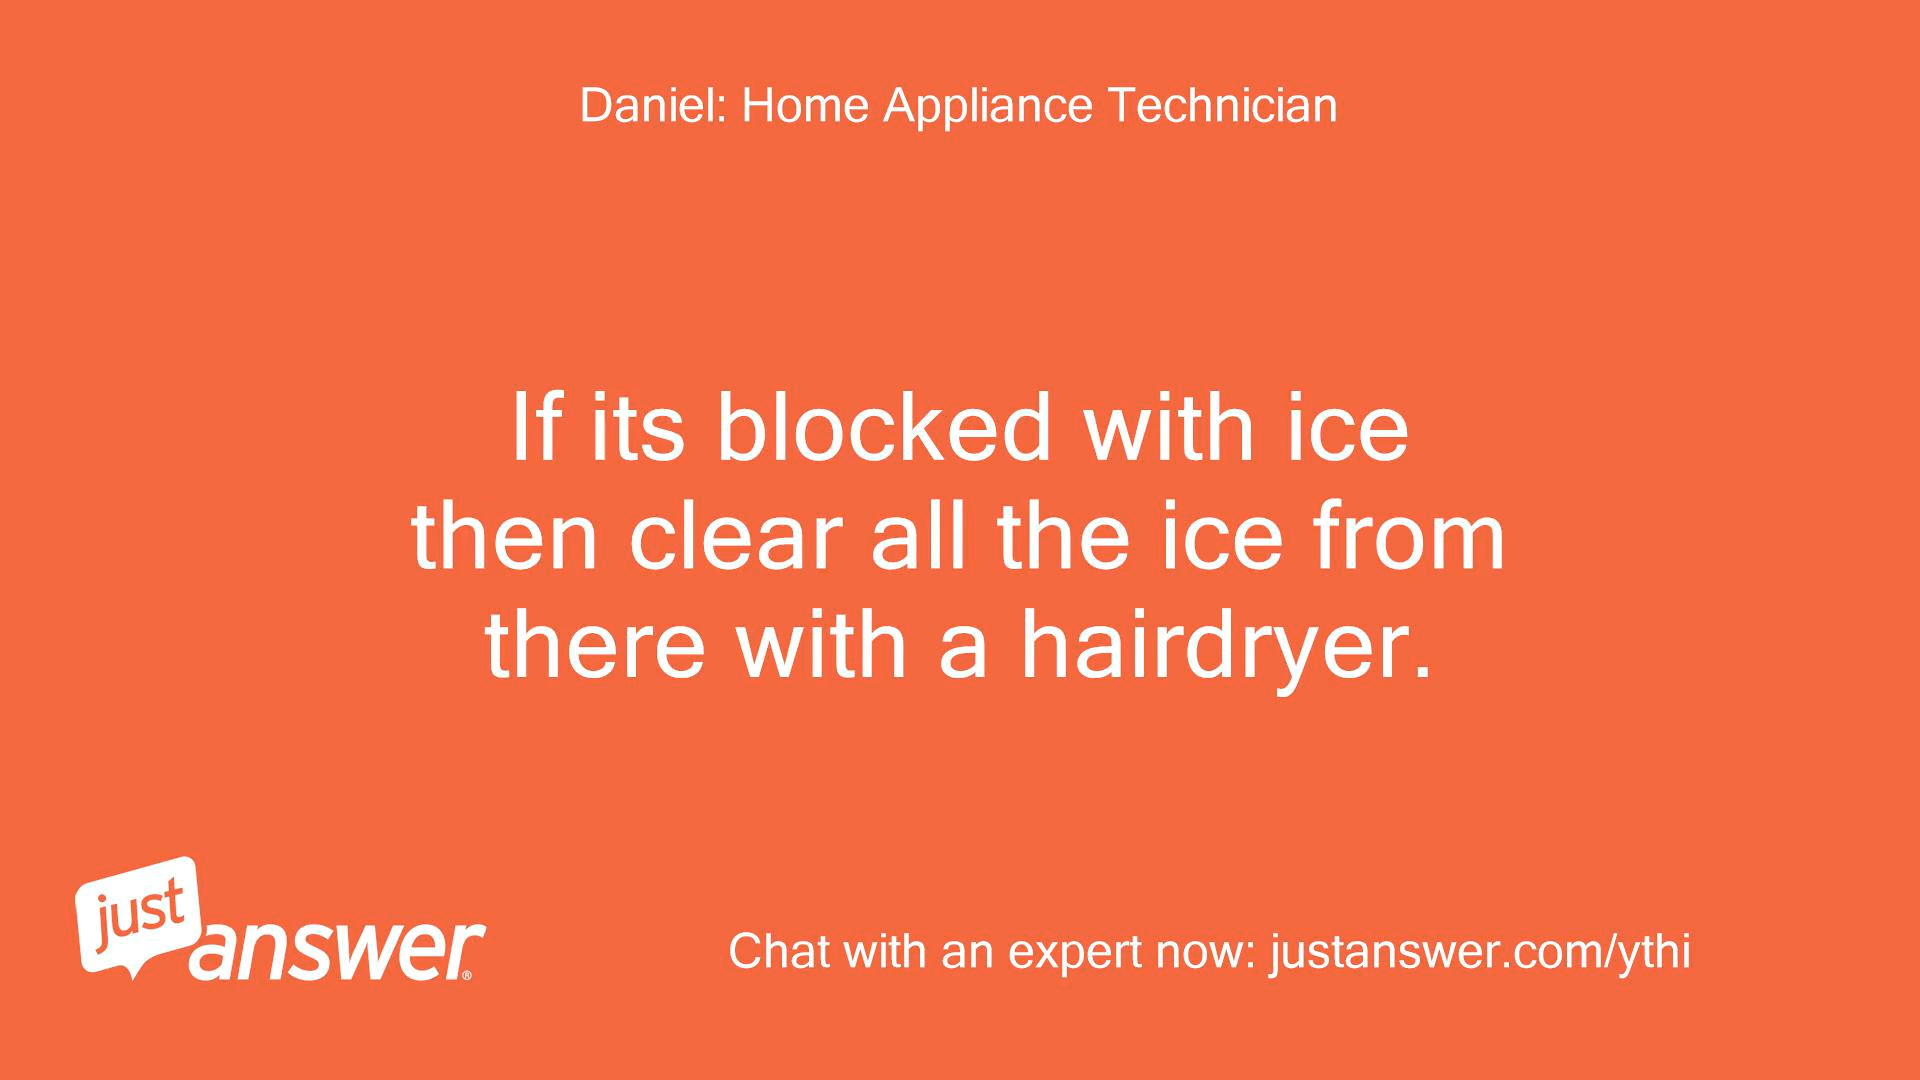 Daniel: Home Appliance Technician
If its blocked with ice
then clear all the ice from
there with a hairdryer.
just
answer®
Chat with an expert now: justanswer.com/ythi